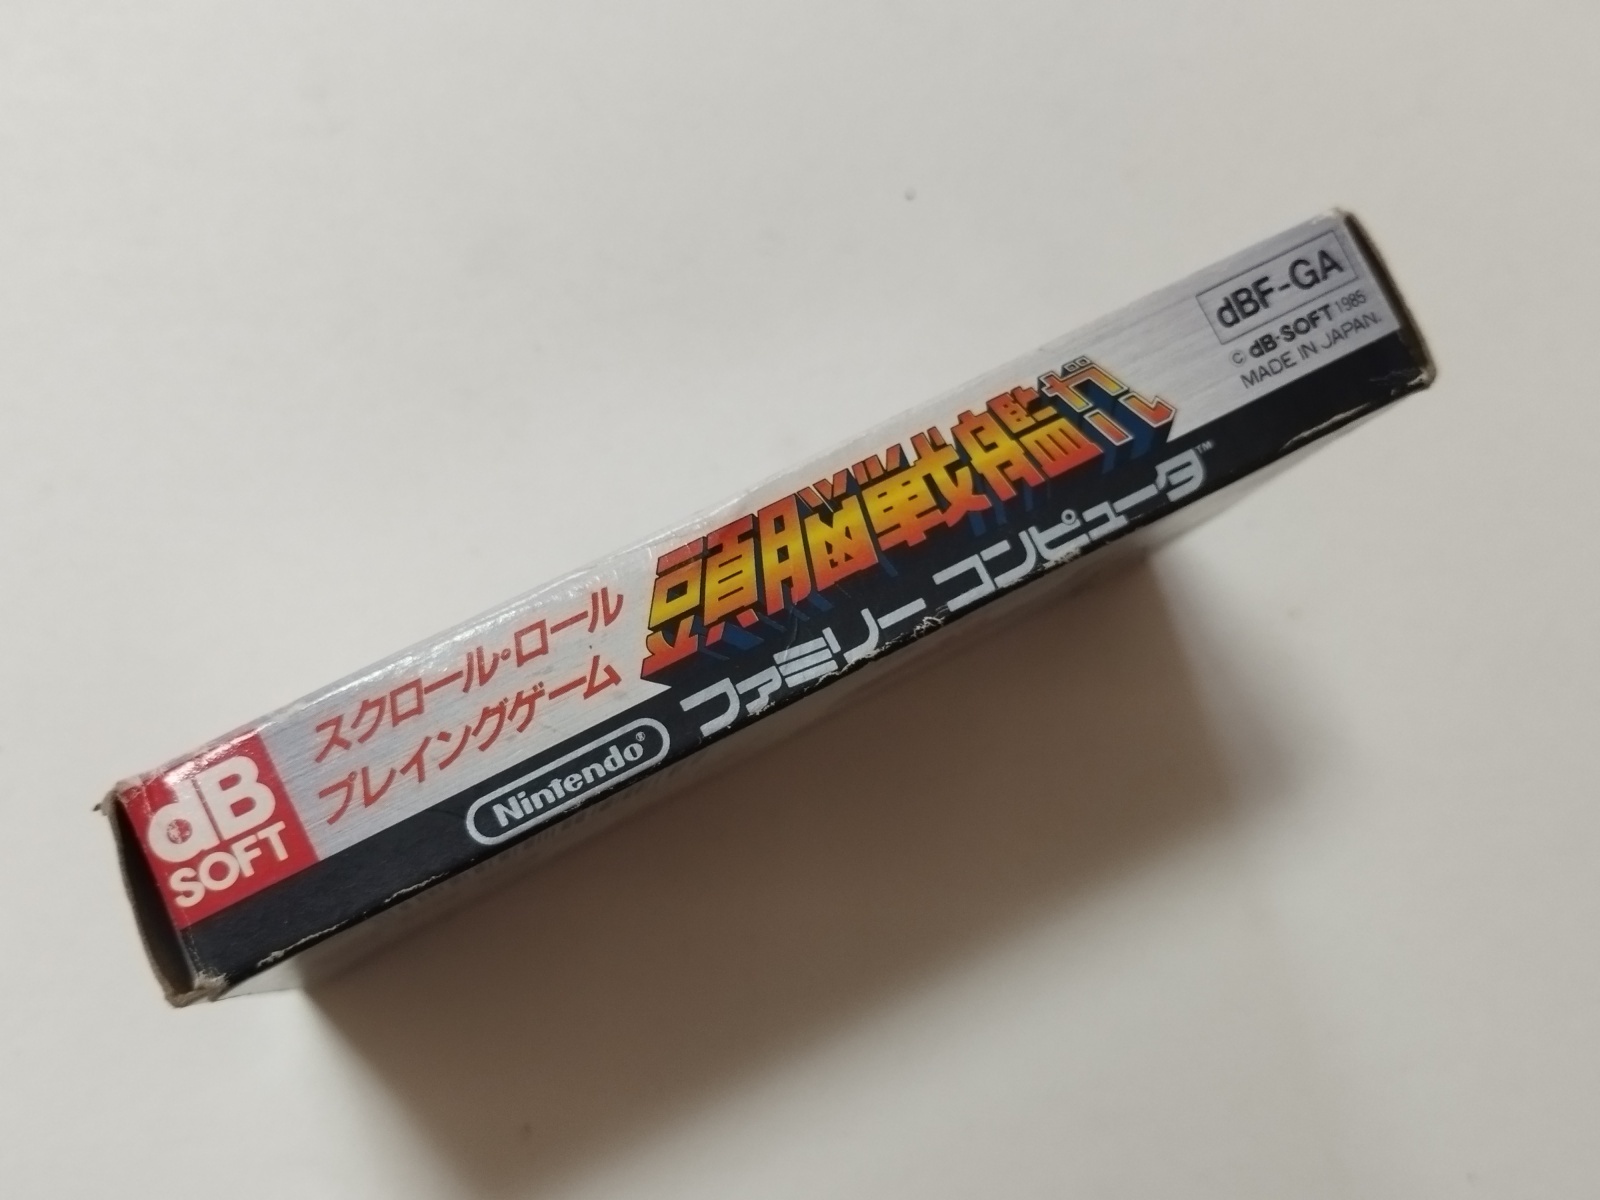 dB
SOFT
スクロール・ロール
プレイングゲーム
頭脳戦艦ガル
Nintendo®
ファミリー コンピュータ™
dBF-GA
© dB-SOFT 1985
MADE IN JAPAN.